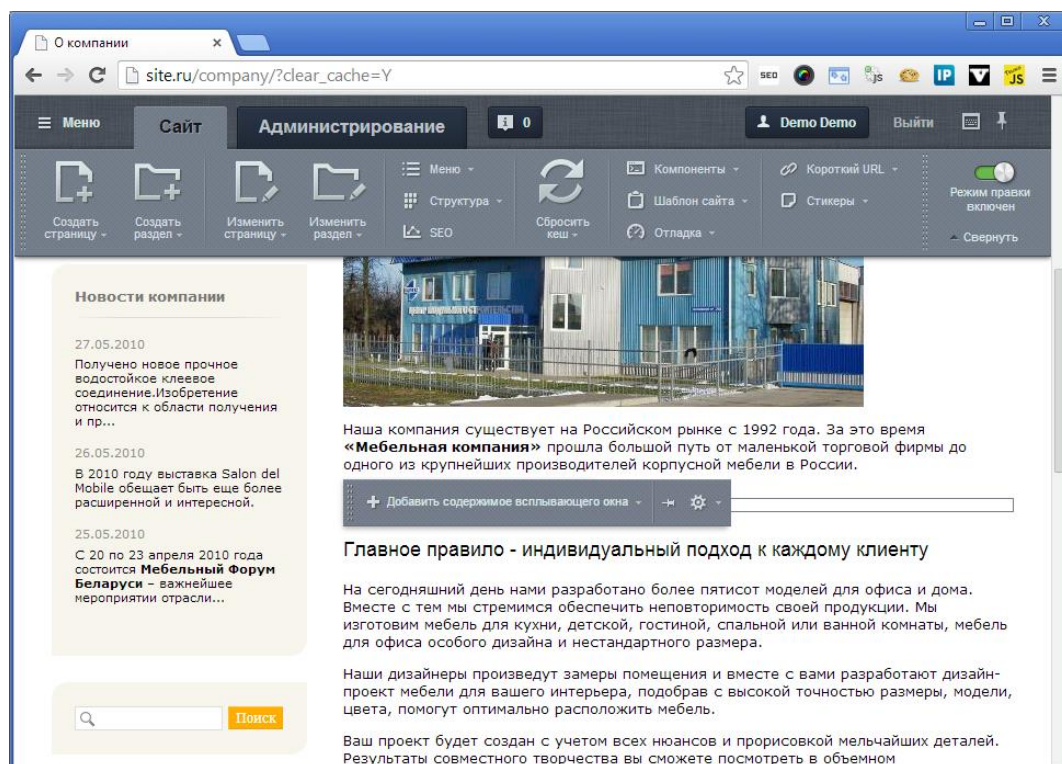 О компании
site.ru/company/?clear_cache=Y
SEO
js
IP
V
JS
Меню
Сайт
Администрирование
0
Demo Demo
Выйти
Создать страницу
Создать раздел
Изменить страницу
Изменить раздел
Меню
Структура
SEO
Сбросить кеш
Компоненты
Шаблон сайта
Отладка
Короткий URL
Стикеры
Режим правки включен
Свернуть
Новости компании
27.05.2010
Получено новое прочное
водостойкое клеевое
соединение.Изобретение
относится к области получения
и пр...
26.05.2010
В 2010 году выставка Salon del
Mobile обещает быть еще более
расширенной и интересной.
25.05.2010
С 20 по 23 апреля 2010 года
состоится Мебельный Форум
Беларуси – важнейшее
мероприятии отрасли...
Поиск
Наша компания существует на Российском рынке с 1992 года. За это время
«Мебельная компания» прошла большой путь от маленькой торговой фирмы до
одного из крупнейших производителей корпусной мебели в России.
Добавить содержимое всплывающего окна
Главное правило - индивидуальный подход к каждому клиенту
На сегодняшний день нами разработано более пятисот моделей для офиса и дома.
Вместе с тем мы стремимся обеспечить неповторимость своей продукции. Мы
изготовим мебель для кухни, детской, гостиной, спальной или ванной комнаты, мебель
для офиса особого дизайна и нестандартного размера.
Наши дизайнеры произведут замеры помещения и вместе с вами разработают дизайн-
проект мебели для вашего интерьера, подобрав с высокой точностью размеры, модели,
цвета, помогут оптимально расположить мебель.
Ваш проект будет создан с учетом всех нюансов и прорисовкой мельчайших деталей.
Результаты совместного творчества вы сможете посмотреть в объемном